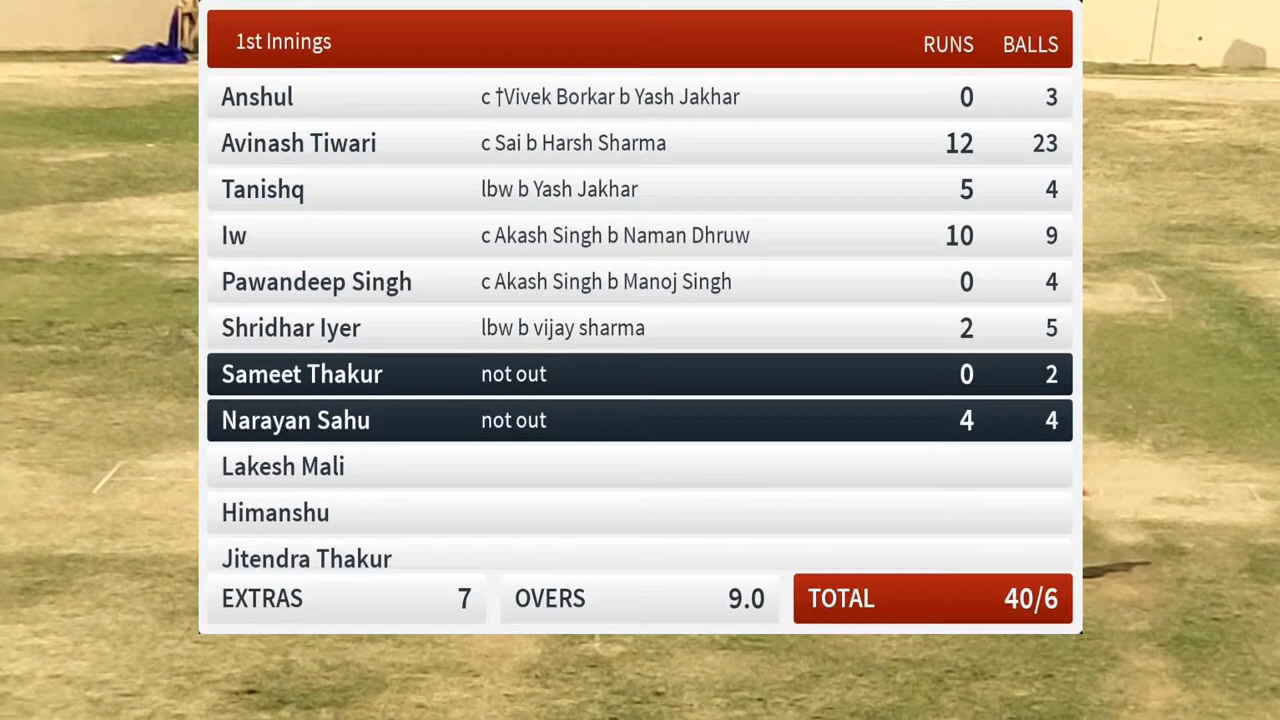 1st Innings RUNS BALLS
Anshul c †Vivek Borkar b Yash Jakhar 0 3
Avinash Tiwari c Sai b Harsh Sharma 12 23
Tanishq lbw b Yash Jakhar 5 4
Iw c Akash Singh b Naman Dhruw 10 9
Pawandeep Singh c Akash Singh b Manoj Singh 0 4
Shridhar Iyer lbw b vijay sharma 2 5
Sameet Thakur not out 0 2
Narayan Sahu not out 4 4
Lakesh Mali
Himanshu
Jitendra Thakur
EXTRAS 7 OVERS 9.0 TOTAL 40/6